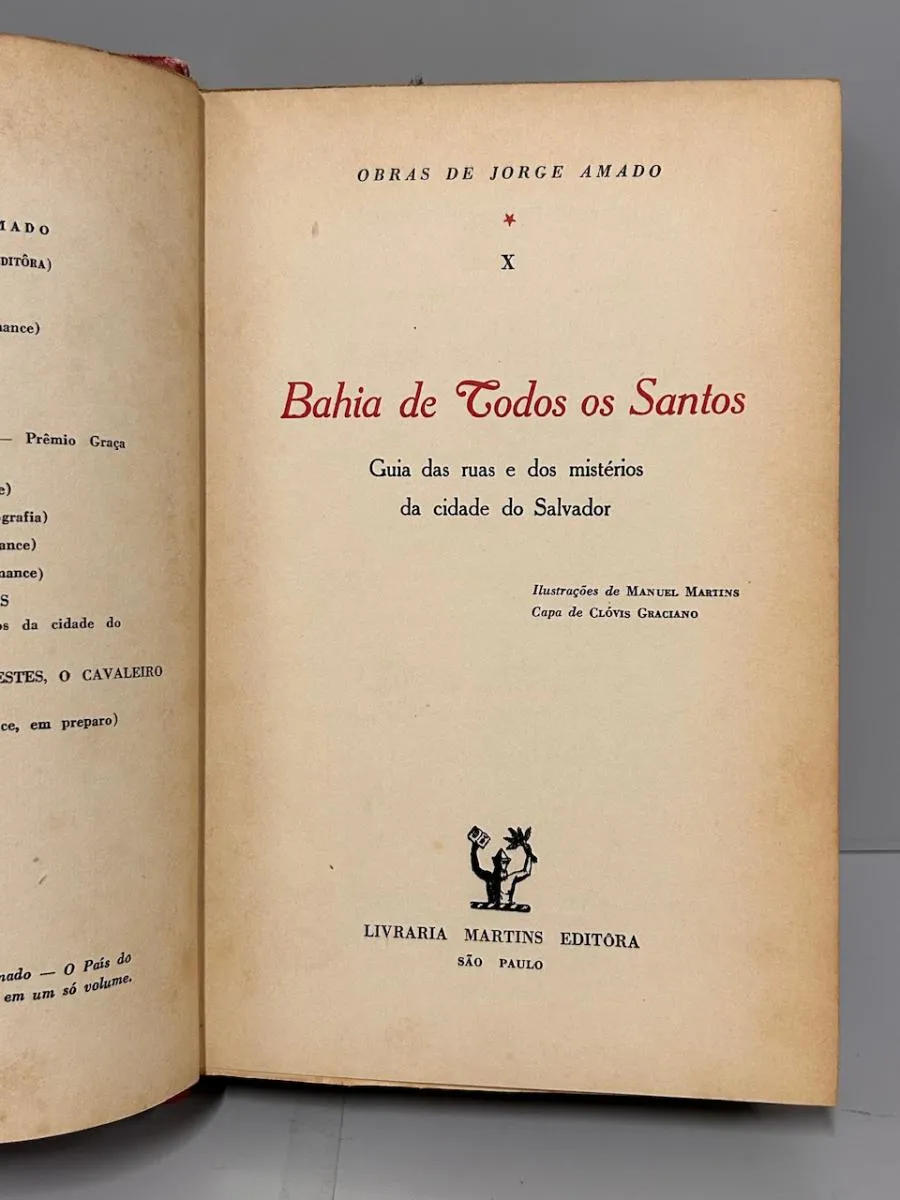 MADO
DITÔRA)
ance)
— Prêmio Graça
e)
grafia)
ance)
nance)
S
os da cidade do
ESTES, O CAVALEIRO
ce, em preparo)
nado — O País do
em um só volume.
OBRAS DE JORGE AMADO
X
Bahia de Todos os Santos
Guia das ruas e dos mistérios
da cidade do Salvador
Ilustrações de MANUEL MARTINS
Capa de CLÓVIS GRACIANO
LIVRARIA MARTINS EDITÔRA
SÃO PAULO